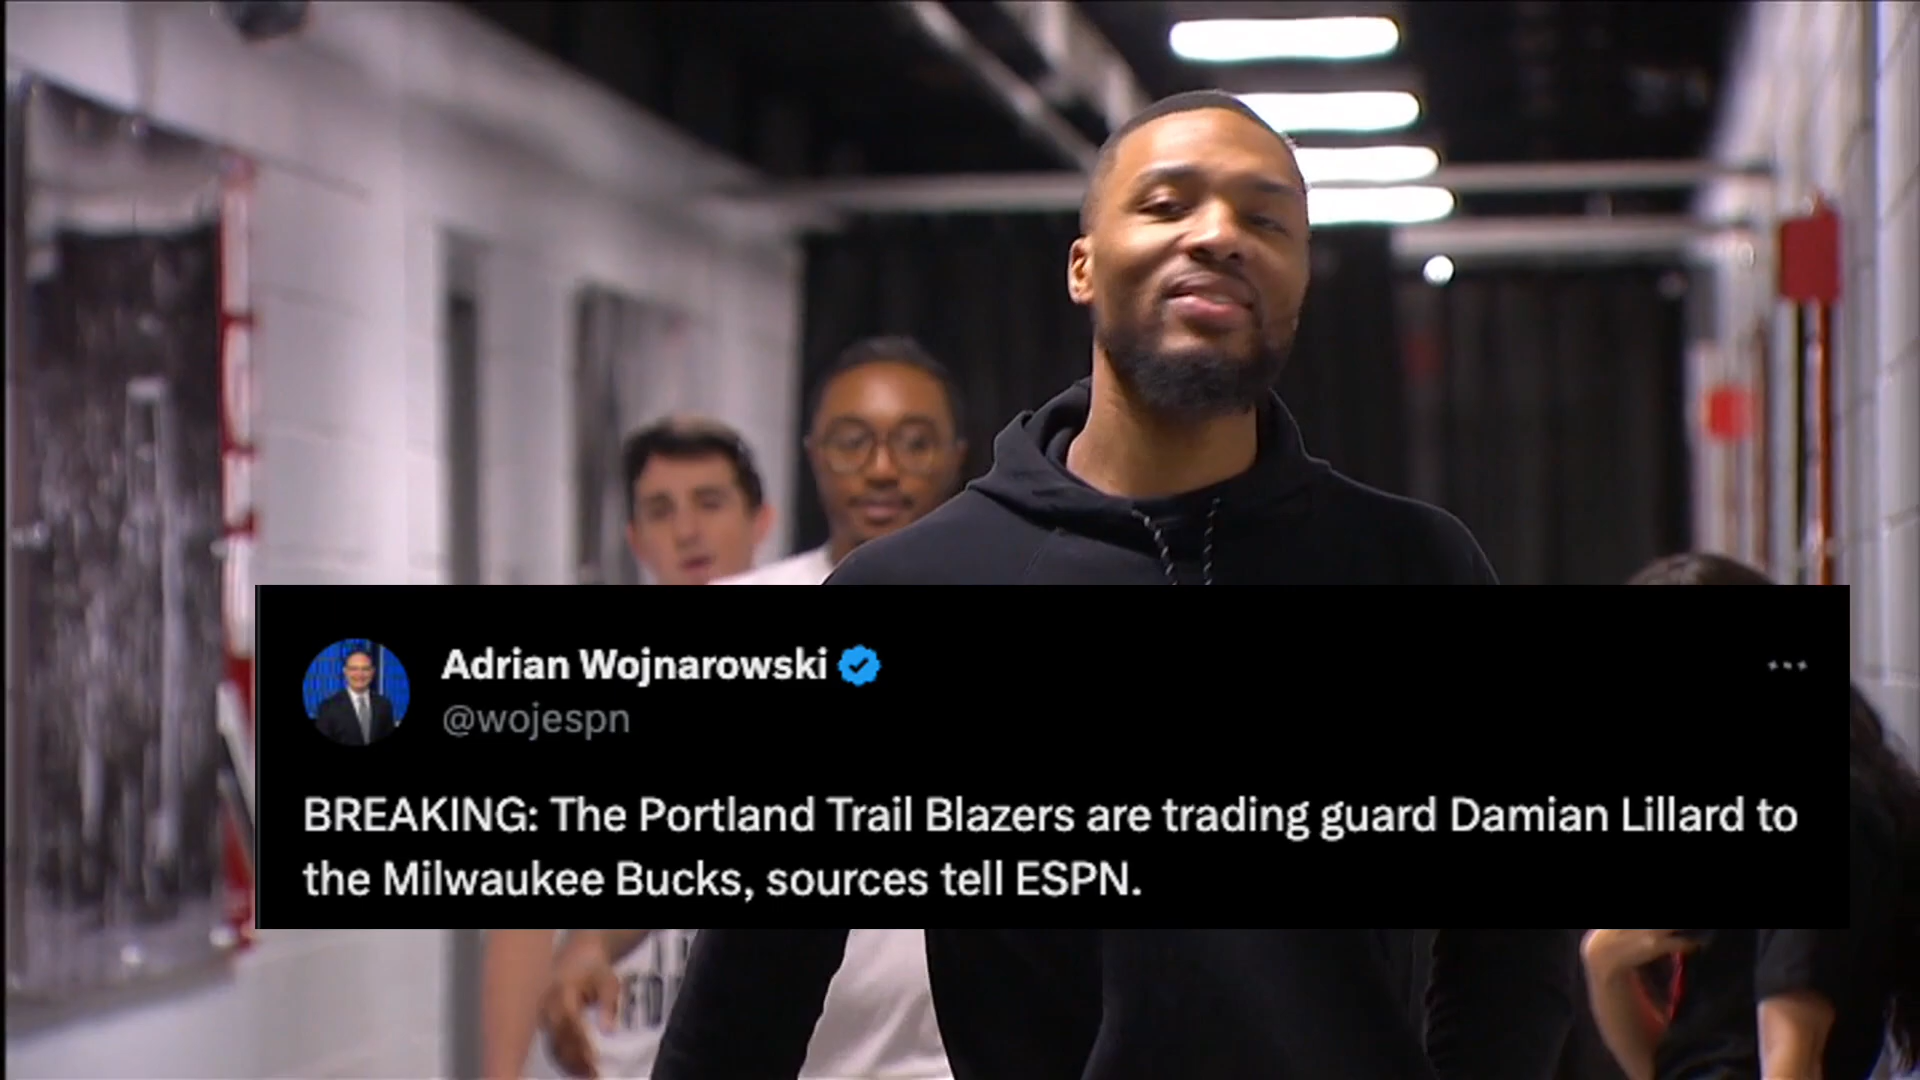 Adrian Wojnarowski
@wojespn
BREAKING: The Portland Trail Blazers are trading guard Damian Lillard to
the Milwaukee Bucks, sources tell ESPN.